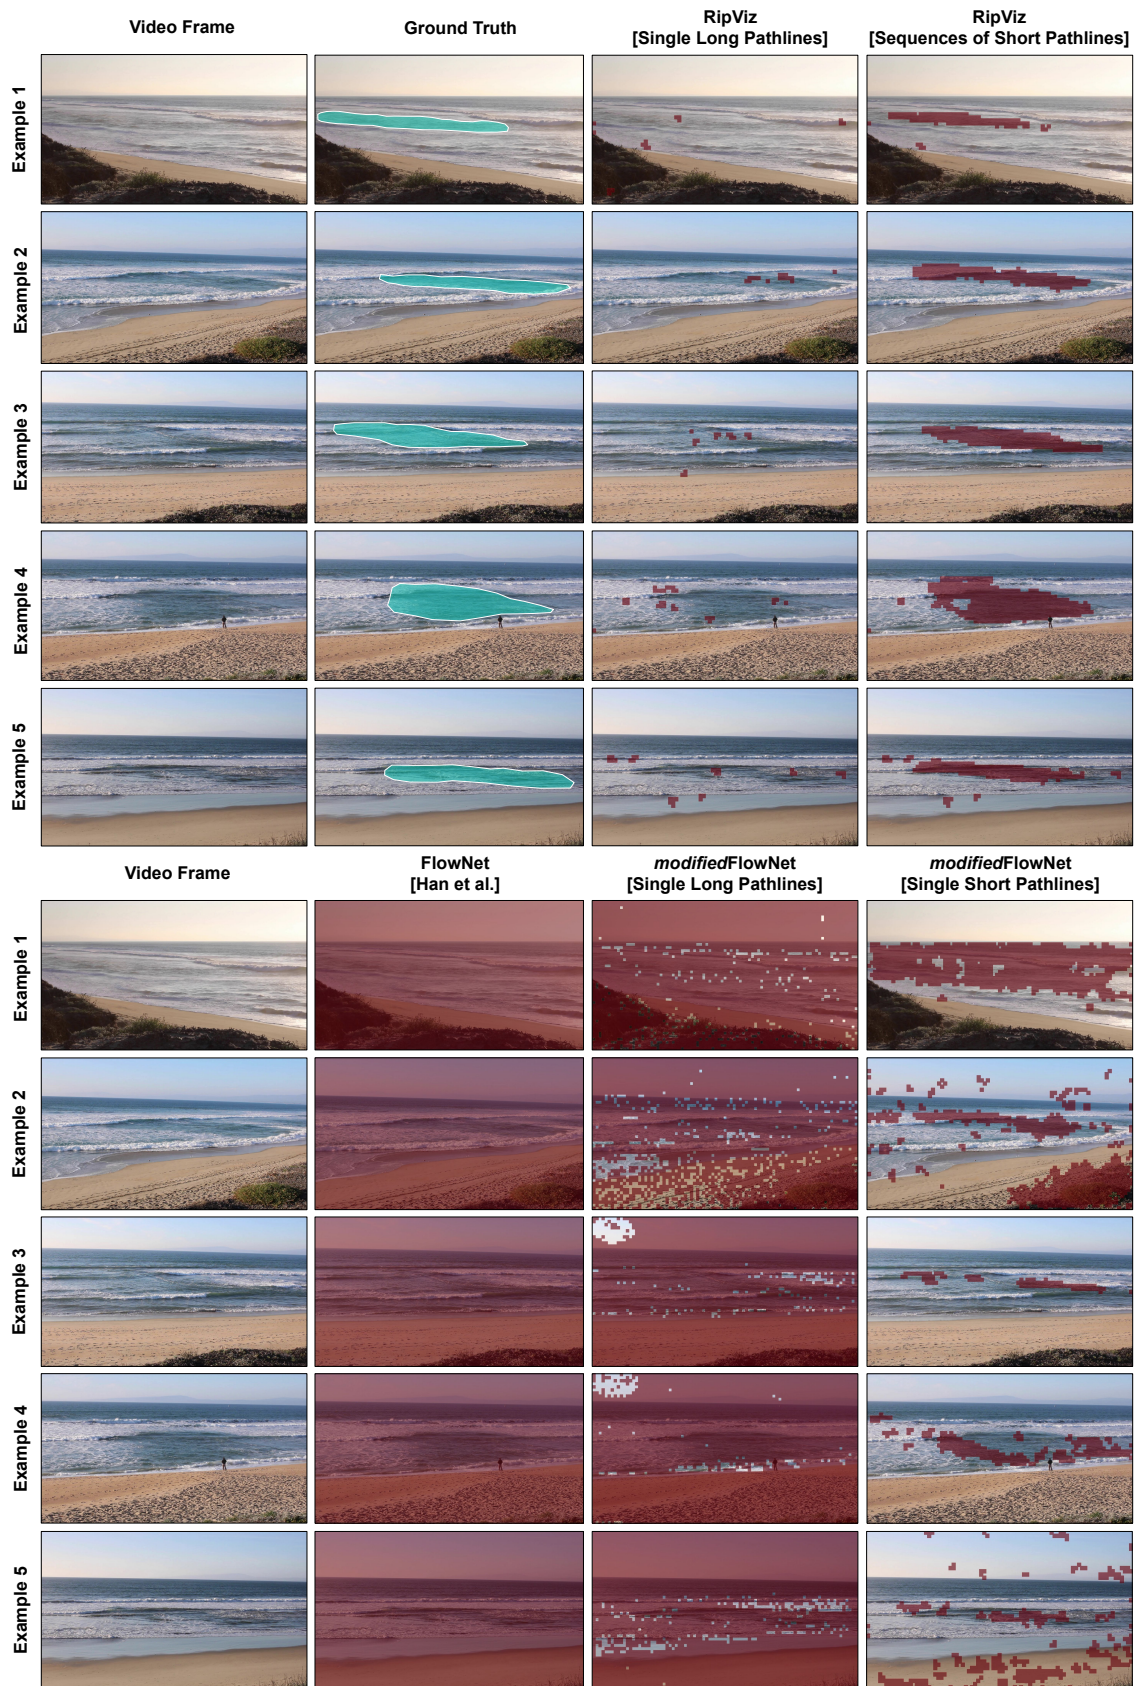 Video Frame
Ground Truth
RipViz
[Single Long Pathlines]
RipViz
[Sequences of Short Pathlines]
Example 1
Example 2
Example 3
Example 4
Example 5
Video Frame
FlowNet
[Han et al.]
modifiedFlowNet
[Single Long Pathlines]
modifiedFlowNet
[Single Short Pathlines]
Example 1
Example 2
Example 3
Example 4
Example 5